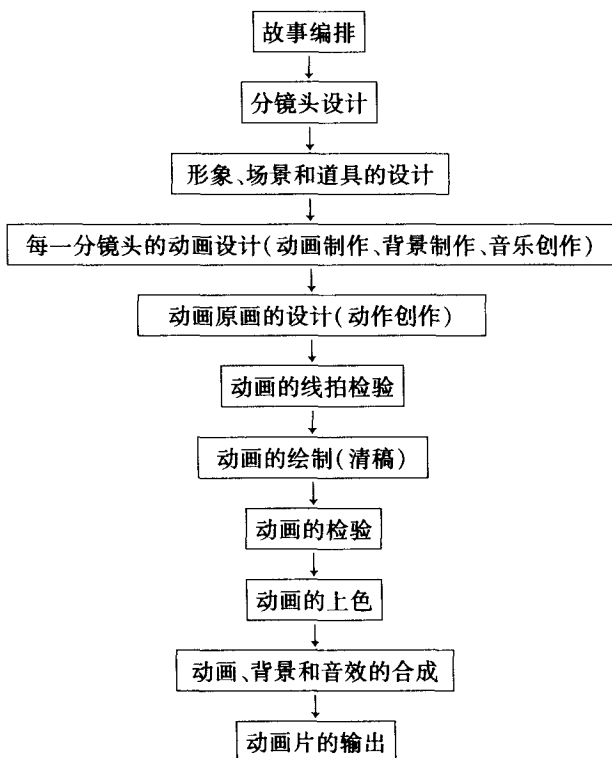 故事编排
分镜头设计
形象、场景和道具的设计
每一分镜头的动画设计(动画制作、背景制作、音乐创作)
动画原画的设计(动作创作)
动画的线拍检验
动画的绘制(清稿)
动画的检验
动画的上色
动画、背景和音效的合成
动画片的输出